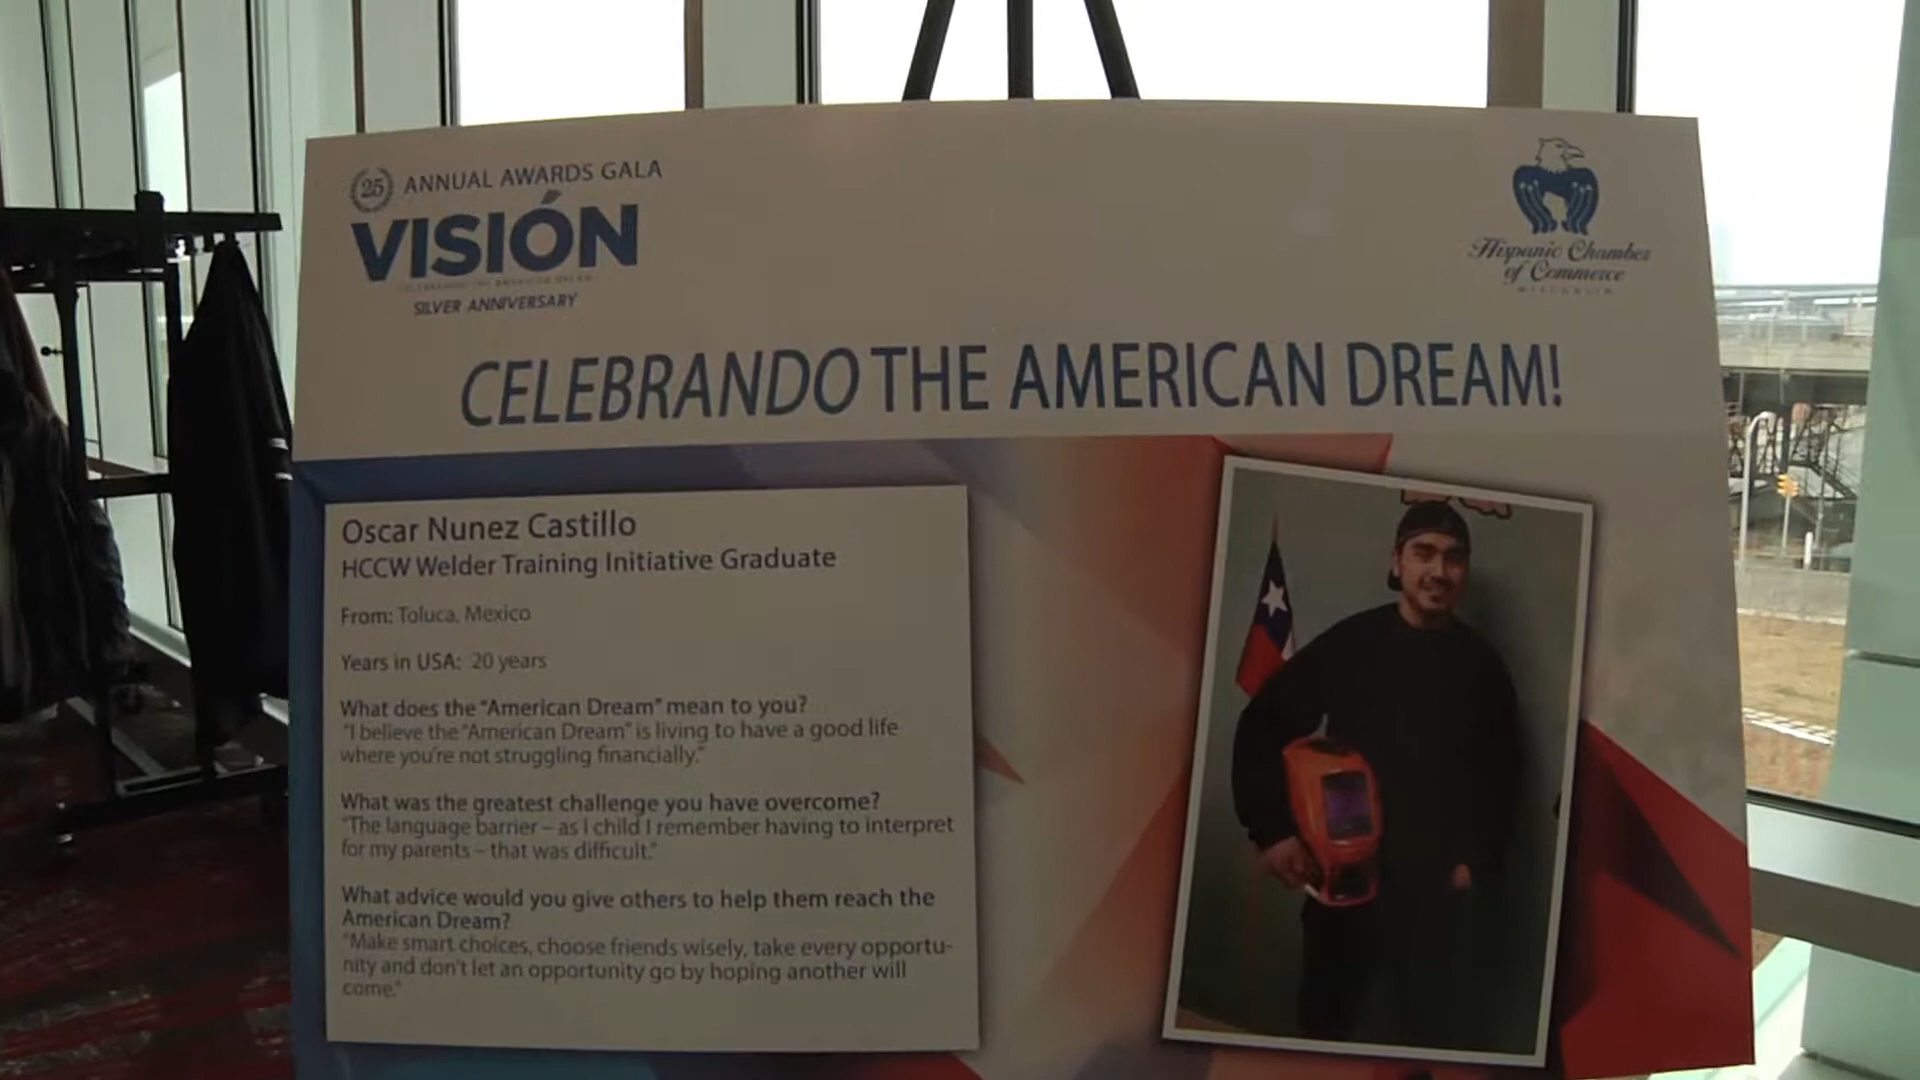 25 ANNUAL AWARDS GALA
VISIÓN
CELEBRANDO THE AMERICAN DREAM
SILVER ANNIVERSARY
Hispanic Chamber
of Commerce
WISCONSIN
CELEBRANDO THE AMERICAN DREAM!
Oscar Nunez Castillo
HCCW Welder Training Initiative Graduate
From: Toluca, Mexico
Years in USA: 20 years
What does the "American Dream" mean to you?
"I believe the "American Dream" is living to have a good life
where you're not struggling financially."
What was the greatest challenge you have overcome?
"The language barrier – as i child I remember having to interpret
for my parents – that was difficult."
What advice would you give others to help them reach the
American Dream?
"Make smart choices, choose friends wisely, take every opportu-
nity and don't let an opportunity go by hoping another will
come."